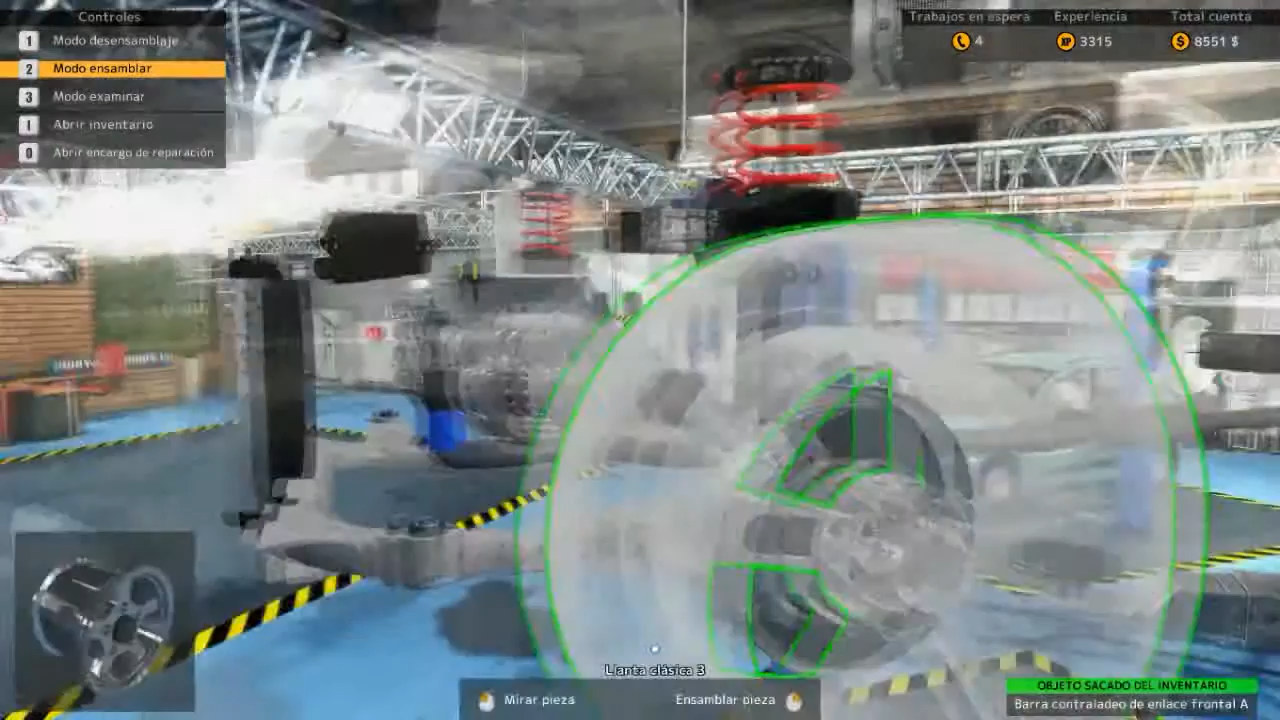 Controles
1 Modo desensamblaje
2 Modo ensamblar
3 Modo examinar
I Abrir inventario
0 Abrir encargo de reparación
Trabajos en espera Experiencia Total cuenta
4 XP 3315 $ 8551 $
Llanta clásica 3
Mirar pieza Ensamblar pieza
OBJETO SACADO DEL INVENTARIO
Barra contraladeo de enlace frontal A